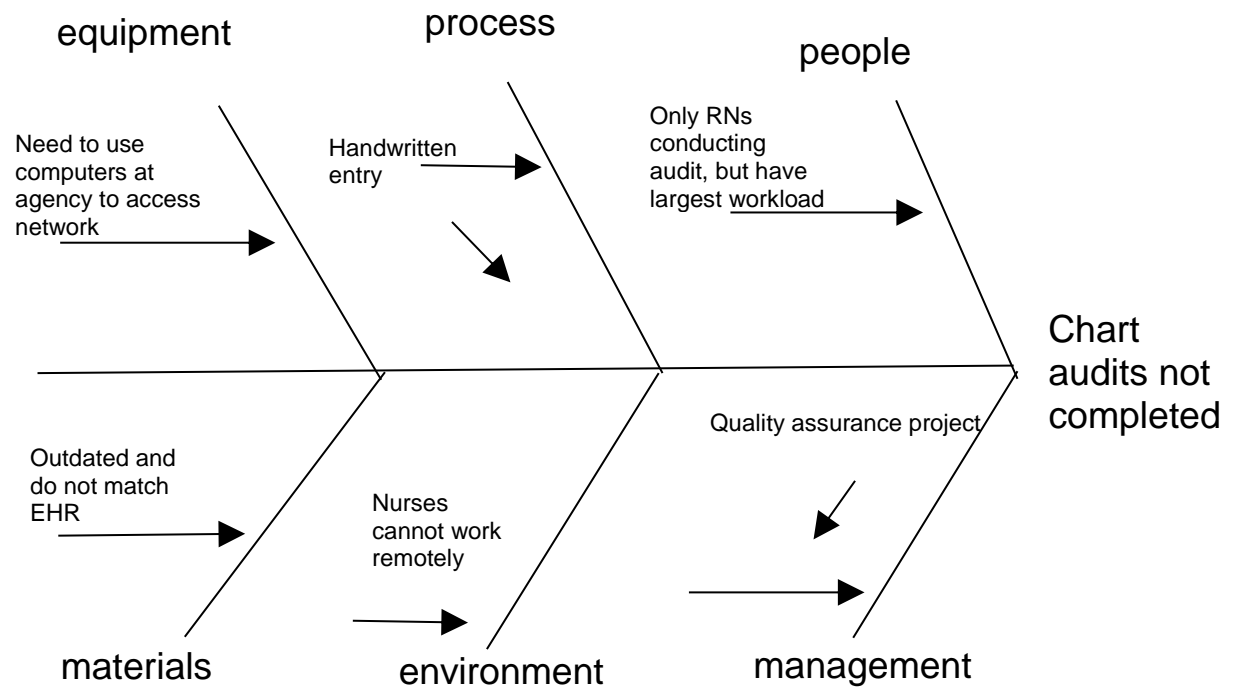 equipment
process
people
Need to use
computers at
agency to access
network
Handwritten
entry
Only RNs
conducting
audit, but have
largest workload
Chart
audits not
completed
Outdated and
do not match
EHR
Nurses
cannot work
remotely
Quality assurance project
materials
environment
management